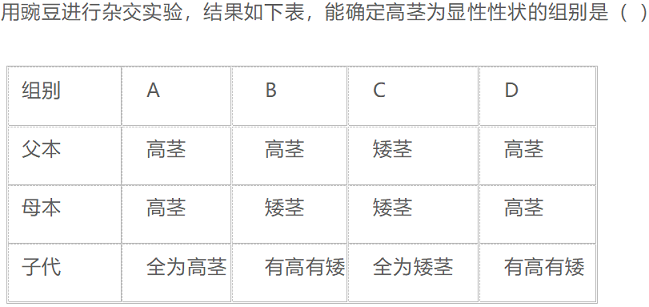 用豌豆进行杂交实验，结果如下表，能确定高茎为显性性状的组别是（ ）
组别 A B C D
父本 高茎 高茎 矮茎 高茎
母本 高茎 矮茎 矮茎 高茎
子代 全为高茎 有高有矮 全为矮茎 有高有矮